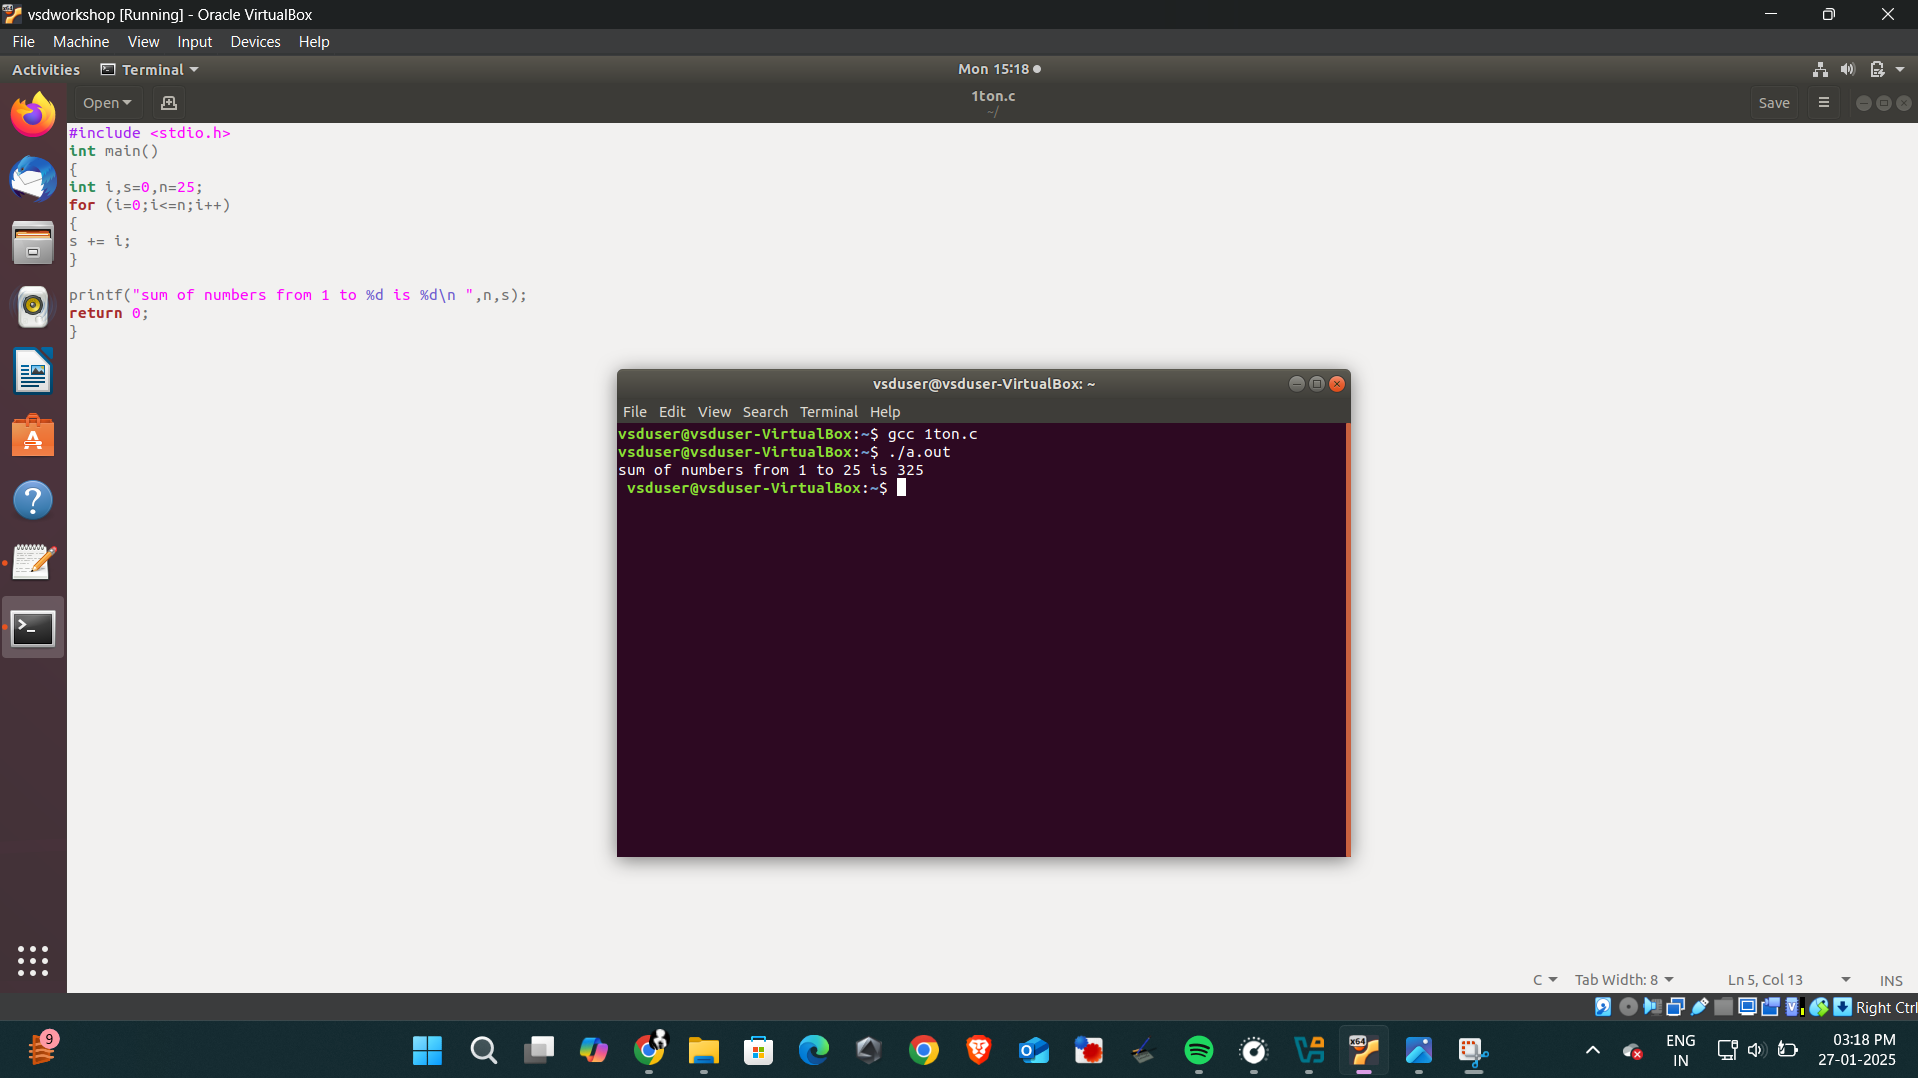 vsdworkshop [Running] - Oracle VirtualBox
File Machine View Input Devices Help
Activities Terminal Mon 15:18
Open 1ton.c Save
~/
#include <stdio.h>
int main()
{
int i,s=0,n=25;
for (i=0;i<=n;i++)
{
s += i;
}
printf("sum of numbers from 1 to %d is %d\n ",n,s);
return 0;
}
vsduser@vsduser-VirtualBox: ~
File Edit View Search Terminal Help
vsduser@vsduser-VirtualBox:~$ gcc 1ton.c
vsduser@vsduser-VirtualBox:~$ ./a.out
sum of numbers from 1 to 25 is 325
vsduser@vsduser-VirtualBox:~$
C Tab Width: 8 Ln 5, Col 13 INS
Right Ctrl
9
x64
ENG
IN
03:18 PM
27-01-2025